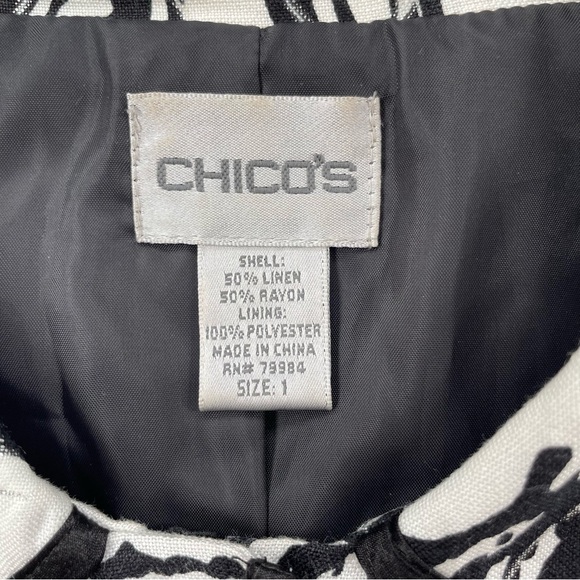 CHICO'S
SHELL:
50% LINEN
50% RAYON
LINING:
100% POLYESTER
MADE IN CHINA
RN# 79984
SIZE: 1